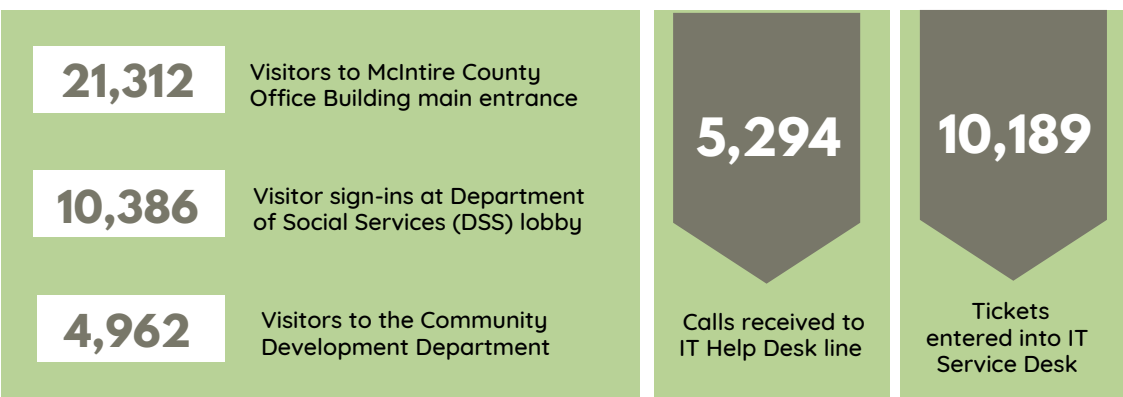 21,312
Visitors to McIntire County
Office Building main entrance
10,386
Visitor sign-ins at Department
of Social Services (DSS) lobby
4,962
Visitors to the Community
Development Department
5,294
Calls received to
IT Help Desk line
10,189
Tickets
entered into IT
Service Desk